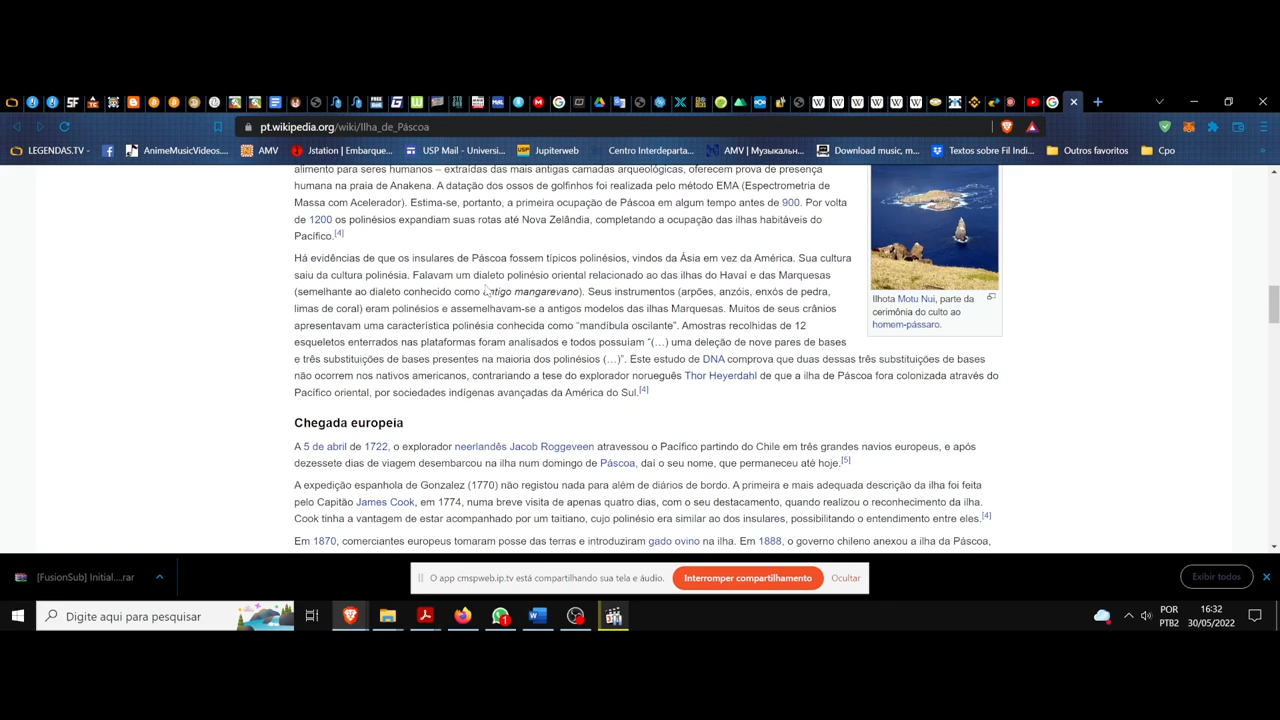 pt.wikipedia.org/wiki/Ilha_de_Páscoa
LEGENDAS.TV
AnimeMusicVideos...
AMV
Jstation | Embarque...
USP Mail - Universi...
Jupiterweb
Centro Interdeparta...
AMV | Музыкальн...
Download music, m...
Textos sobre Fil Indi...
Outros favoritos
Cpo
alimento para seres humanos – extraídas das mais antigas camadas arqueológicas, oferecem prova de presença
humana na praia de Anakena. A datação dos ossos de golfinhos foi realizada pelo método EMA (Espectrometria de
Massa com Acelerador). Estima-se, portanto, a primeira ocupação de Páscoa em algum tempo antes de 900. Por volta
de 1200 os polinésios expandiam suas rotas até Nova Zelândia, completando a ocupação das ilhas habitáveis do
Pacífico.[4]
Há evidências de que os insulares de Páscoa fossem típicos polinésios, vindos da Ásia em vez da América. Sua cultura
saiu da cultura polinésia. Falavam um dialeto polinésio oriental relacionado ao das ilhas do Havaí e das Marquesas
(semelhante ao dialeto conhecido como antigo mangarevano). Seus instrumentos (arpões, anzóis, enxós de pedra,
limas de coral) eram polinésios e assemelhavam-se a antigos modelos das ilhas Marquesas. Muitos de seus crânios
apresentavam uma característica polinésia conhecida como “mandíbula oscilante”. Amostras recolhidas de 12
esqueletos enterrados nas plataformas foram analisados e todos possuíam “(…) uma deleção de nove pares de bases
e três substituições de bases presentes na maioria dos polinésios (…)”. Este estudo de DNA comprova que duas dessas três substituições de bases
não ocorrem nos nativos americanos, contrariando a tese do explorador norueguês Thor Heyerdahl de que a ilha de Páscoa fora colonizada através do
Pacífico oriental, por sociedades indígenas avançadas da América do Sul.[4]
Ilhota Motu Nui, parte da
cerimônia do culto ao
homem-pássaro.
Chegada europeia
A 5 de abril de 1722, o explorador neerlandês Jacob Roggeveen atravessou o Pacífico partindo do Chile em três grandes navios europeus, e após
dezessete dias de viagem desembarcou na ilha num domingo de Páscoa, daí o seu nome, que permaneceu até hoje.[5]
A expedição espanhola de Gonzalez (1770) não registou nada para além de diários de bordo. A primeira e mais adequada descrição da ilha foi feita
pelo Capitão James Cook, em 1774, numa breve visita de apenas quatro dias, com o seu destacamento, quando realizou o reconhecimento da ilha.
Cook tinha a vantagem de estar acompanhado por um taitiano, cujo polinésio era similar ao dos insulares, possibilitando o entendimento entre eles.[4]
Em 1870, comerciantes europeus tomaram posse das terras e introduziram gado ovino na ilha. Em 1888, o governo chileno anexou a ilha da Páscoa,
[FusionSub] Initial....rar
O app cmspweb.ip.tv está compartilhando sua tela e áudio.
Interromper compartilhamento
Ocultar
Exibir todos
Digite aqui para pesquisar
POR
PTB2
16:32
30/05/2022